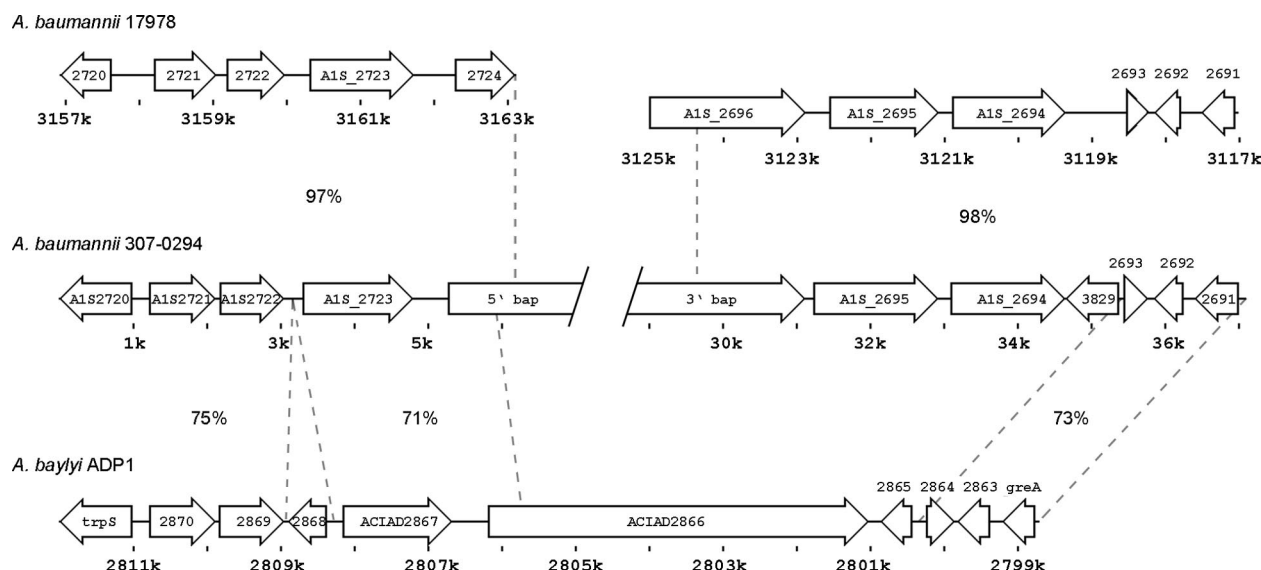 A. baumannii 17978
2720 2721 2722 A1S_2723 2724
3157k 3159k 3161k 3163k
2693 2692 2691
A1S_2696 A1S_2695 A1S_2694
3125k 3123k 3121k 3119k 3117k
97% 98%
A. baumannii 307-0294
2693 2692
A1S2720 A1S2721 A1S2722 A1S_2723 5' bap 3' bap A1S_2695 A1S_2694 3829 2691
1k 3k 5k 30k 32k 34k 36k
75% 71% 73%
A. baylyi ADP1
2865 2864 2863 greA
trpS 2870 2869 2868 ACIAD2867 ACIAD2866
2811k 2809k 2807k 2805k 2803k 2801k 2799k